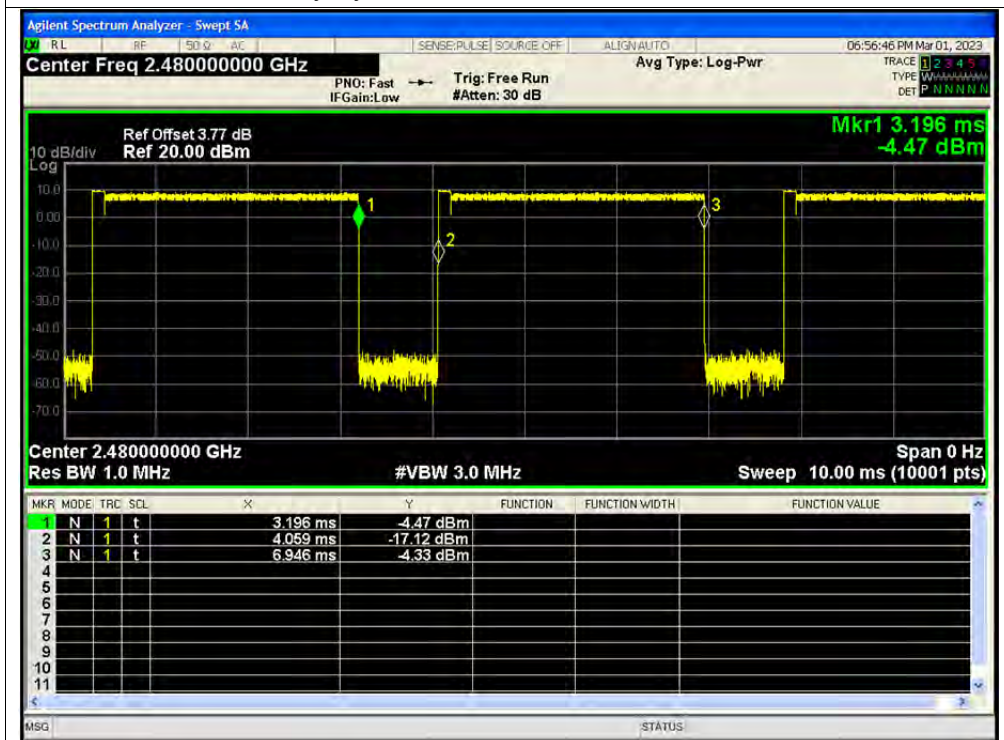 Agilent Spectrum Analyzer - Swept SA
RL RF 50 Ω AC SENSE:PULSE SOURCE OFF ALIGN AUTO 06:56:46 PM Mar 01, 2023
Center Freq 2.480000000 GHz Avg Type: Log-Pwr TRACE 1 2 3 4 5
PNO: Fast Trig: Free Run TYPE
IFGain:Low #Atten: 30 dB DET P N N N N N
Mkr1 3.196 ms
Ref Offset 3.77 dB
10 dB/div Ref 20.00 dBm -4.47 dBm
Log
10.0
0.00
-10.0
-20.0
-30.0
-40.0
-50.0
-60.0
-70.0
1
2
3
Center 2.480000000 GHz Span 0 Hz
Res BW 1.0 MHz #VBW 3.0 MHz Sweep 10.00 ms (10001 pts)
MKR MODE TRC SCL X Y FUNCTION FUNCTION WIDTH FUNCTION VALUE
1 N 1 t 3.196 ms -4.47 dBm
2 N 1 t 4.059 ms -17.12 dBm
3 N 1 t 6.946 ms -4.33 dBm
4
5
6
7
8
9
10
11
MSG STATUS